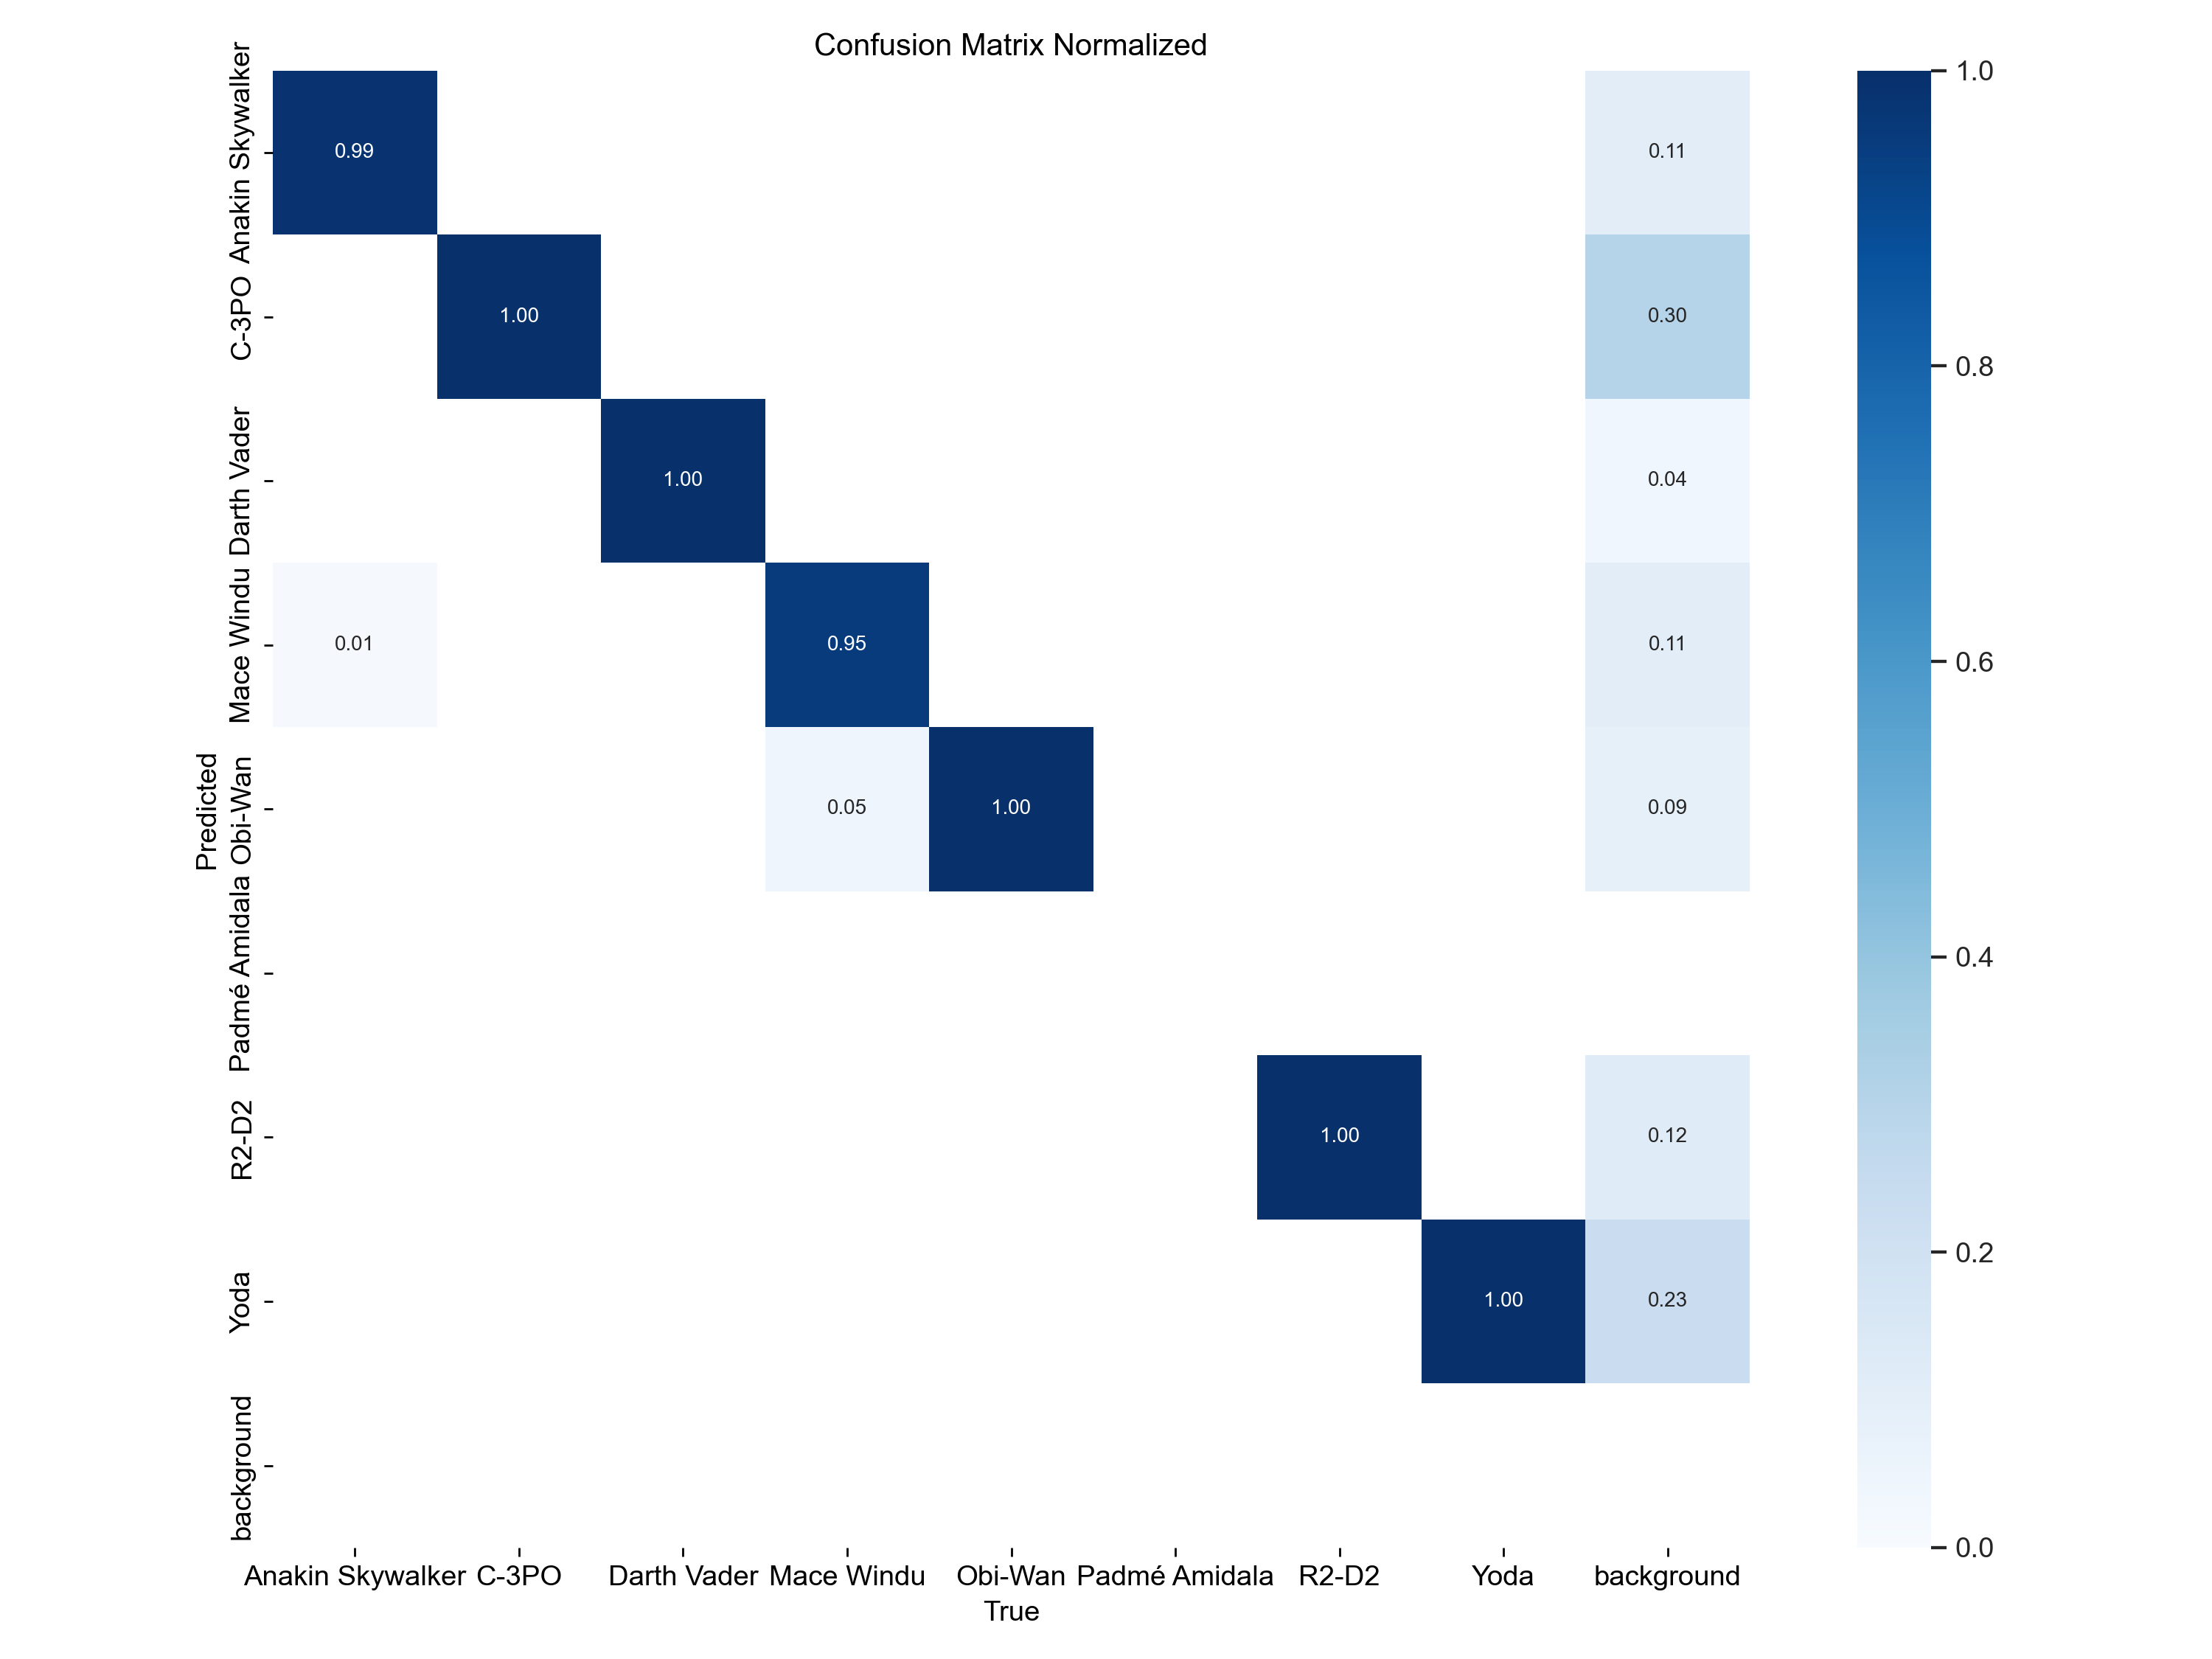 Confusion Matrix Normalized
Anakin Skywalker
0.99
0.11
C-3PO
1.00
0.30
Darth Vader
1.00
0.04
Mace Windu
0.01
0.95
0.11
Obi-Wan
0.05
1.00
0.09
Padmé Amidala
R2-D2
1.00
0.12
Yoda
1.00
0.23
background
Predicted
Anakin Skywalker C-3PO Darth Vader Mace Windu Obi-Wan Padmé Amidala R2-D2 Yoda background
True
1.0
0.8
0.6
0.4
0.2
0.0